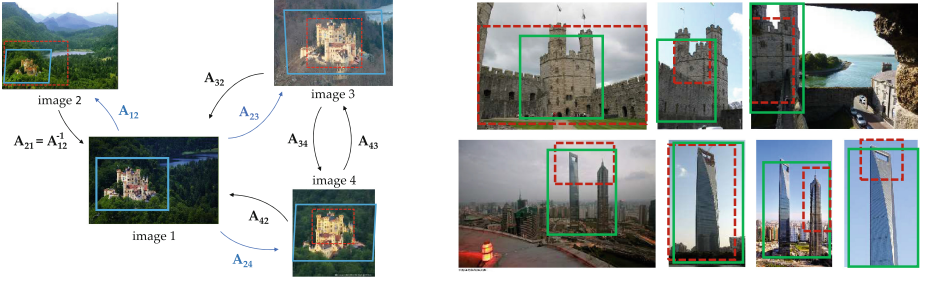 image 3
A₃₂
image 2
A₁₂
A₂₃
A₂₁ = A₁₂⁻¹
A₃₄
A₄₃
image 4
A₄₂
image 1
A₂₄